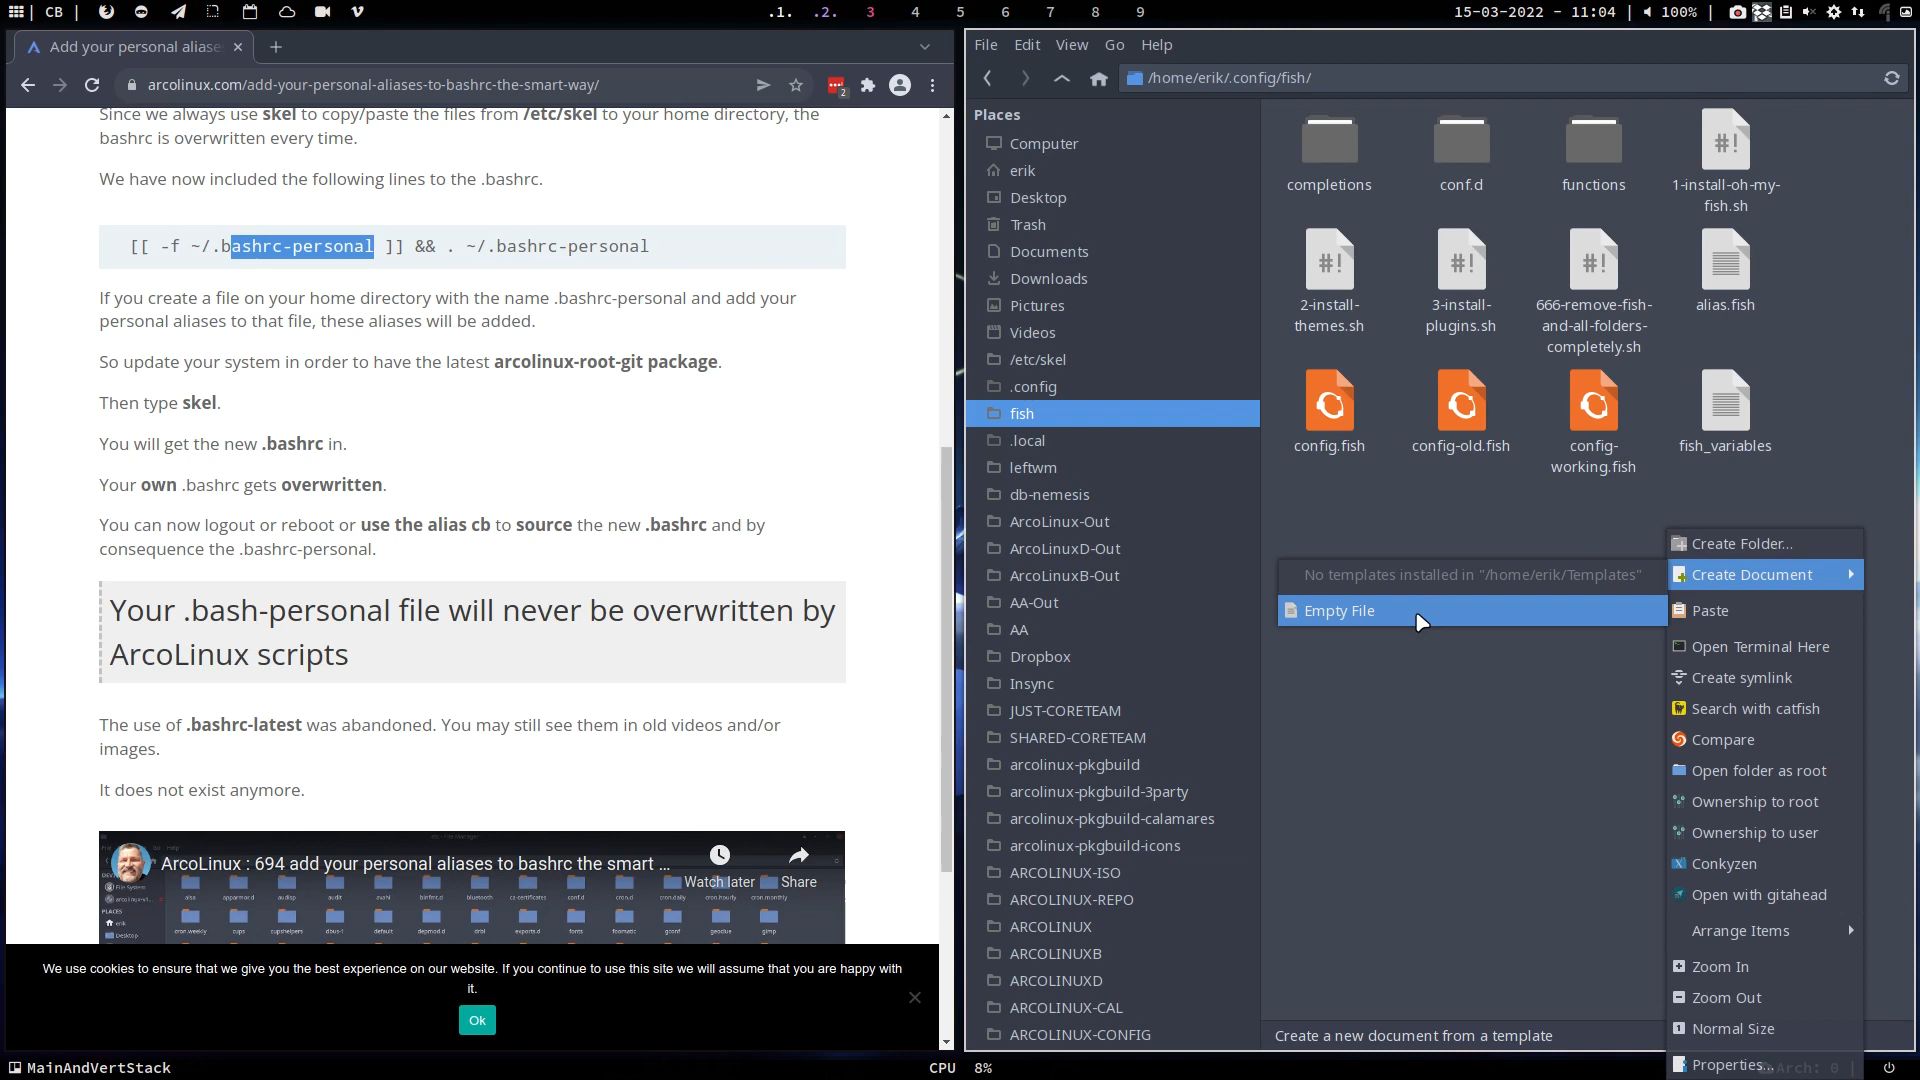 CB
.1. .2. 3 4 5 6 7 8 9
15-03-2022 - 11:04 | 100% |
Add your personal aliase
arcolinux.com/add-your-personal-aliases-to-bashrc-the-smart-way/
2
Since we always use skel to copy/paste the files from /etc/skel to your home directory, the
bashrc is overwritten every time.
We have now included the following lines to the .bashrc.
[[ -f ~/.bashrc-personal ]] && . ~/.bashrc-personal
If you create a file on your home directory with the name .bashrc-personal and add your
personal aliases to that file, these aliases will be added.
So update your system in order to have the latest arcolinux-root-git package.
Then type skel.
You will get the new .bashrc in.
Your own .bashrc gets overwritten.
You can now logout or reboot or use the alias cb to source the new .bashrc and by
consequence the .bashrc-personal.
Your .bash-personal file will never be overwritten by
ArcoLinux scripts
The use of .bashrc-latest was abandoned. You may still see them in old videos and/or
images.
It does not exist anymore.
ArcoLinux : 694 add your personal aliases to bashrc the smart ...
Watch later
Share
We use cookies to ensure that we give you the best experience on our website. If you continue to use this site we will assume that you are happy with
it.
Ok
File Edit View Go Help
/home/erik/.config/fish/
Places
Computer
erik
Desktop
Trash
Documents
Downloads
Pictures
Videos
/etc/skel
.config
fish
.local
leftwm
db-nemesis
ArcoLinux-Out
ArcoLinuxD-Out
ArcoLinuxB-Out
AA-Out
AA
Dropbox
Insync
JUST-CORETEAM
SHARED-CORETEAM
arcolinux-pkgbuild
arcolinux-pkgbuild-3party
arcolinux-pkgbuild-calamares
arcolinux-pkgbuild-icons
ARCOLINUX-ISO
ARCOLINUX-REPO
ARCOLINUX
ARCOLINUXB
ARCOLINUXD
ARCOLINUX-CAL
ARCOLINUX-CONFIG
completions
conf.d
functions
1-install-oh-my-
fish.sh
2-install-
themes.sh
3-install-
plugins.sh
666-remove-fish-
and-all-folders-
completely.sh
alias.fish
config.fish
config-old.fish
config-
working.fish
fish_variables
No templates installed in "/home/erik/Templates"
Empty File
Create Folder...
Create Document
Paste
Open Terminal Here
Create symlink
Search with catfish
Compare
Open folder as root
Ownership to root
Ownership to user
Conkyzen
Open with gitahead
Arrange Items
Zoom In
Zoom Out
Normal Size
Properties...
Create a new document from a template
MainAndVertStack
CPU 8%
Arch: 0 |